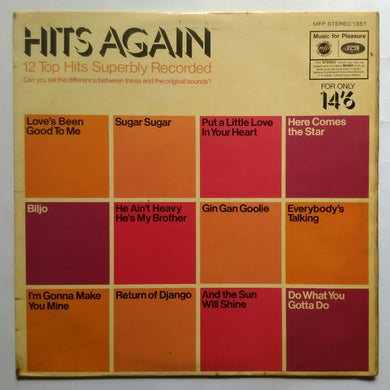 MFP STEREO 1351
HITS AGAIN
12 Top Hits Superbly Recorded
Can you tell the difference between these and the original sounds?
Music for Pleasure
mfp
EMI
FOR ONLY
14'6
Love's Been
Good To Me
Sugar Sugar
Put a Little Love
In Your Heart
Here Comes
the Star
Biljo
He Ain't Heavy
He's My Brother
Gin Gan Goolie
Everybody's
Talking
I'm Gonna Make
You Mine
Return of Django
And the Sun
Will Shine
Do What You
Gotta Do